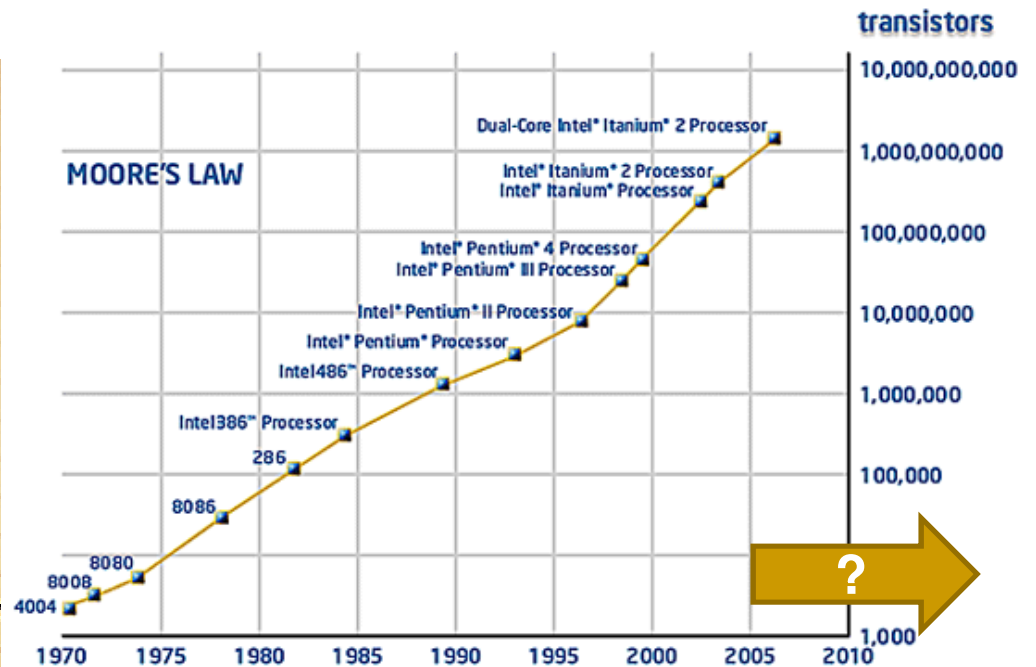 transistors
10,000,000,000
Dual-Core Intel® Itanium® 2 Processor
1,000,000,000
MOORE'S LAW
Intel® Itanium® 2 Processor
Intel® Itanium® Processor
100,000,000
Intel® Pentium® 4 Processor
Intel® Pentium® III Processor
Intel® Pentium® II Processor
10,000,000
Intel® Pentium® Processor
Intel486™ Processor
1,000,000
Intel386™ Processor
286
100,000
8086
8080
8008
4004
?
1,000
1970 1975 1980 1985 1990 1995 2000 2005 2010